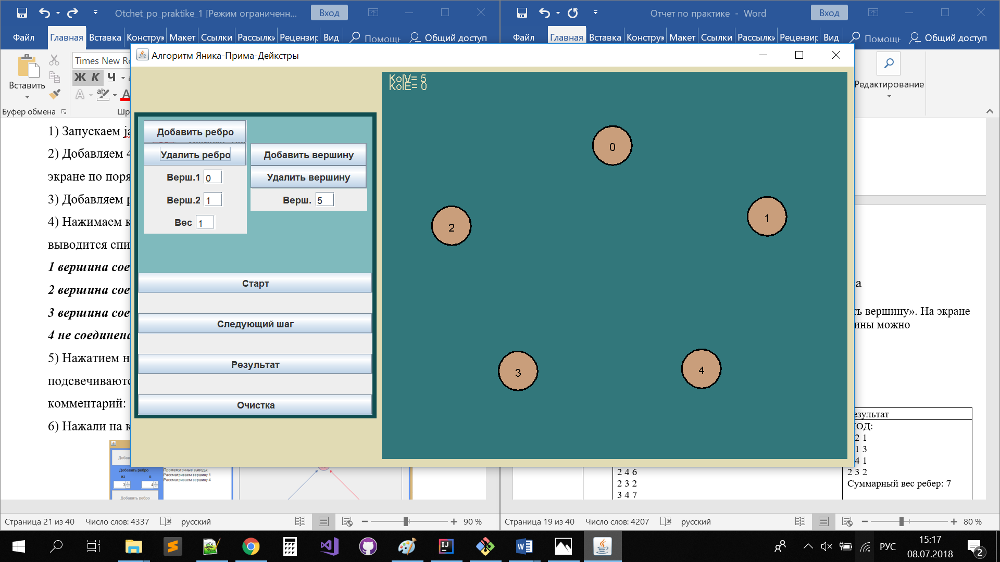 Otchet_po_praktike_1 [Режим ограниченн...
Вход
Отчет по практике - Word
Вход
Файл Главная Вставка Конструк Макет Ссылки Рассылки Рецензир Вид Помощн Общий доступ
Файл Главная Вставка Конструк Макет Ссылки Рассылки Рецензир Вид Помощн Общий доступ
Алгоритм Яника-Прима-Дейкстры
Times New Ro
Вставить
Ж К Ч
Буфер обмена
Шр
Редактирование
KolV= 5
KolE= 0
Добавить ребро
Удалить ребро
Верш.1 0
Верш.2 1
Вес 1
Добавить вершину
Удалить вершину
Верш. 5
Старт
Следующий шаг
Результат
Очистка
0
1
2
3
4
1) Запускаем ja
2) Добавляем 4
экране по поря
3) Добавляем р
4) Нажимаем к
выводится спи
1 вершина сое
2 вершина сое
3 вершина сое
4 не соединена
5) Нажатием н
подсвечиваютс
комментарий:
6) Нажали на к
Добавить ребро
из в
3 4
Добавить ребро
Промежуточные выводы:
Рассматриваем вершину 1
Рассматриваем вершину 4
ть вершину». На экране
ины можно
езультат
ОД:
2 1
1 3
4 1
2 3 2
Суммарный вес ребер: 7
2 4 6
2 3 2
3 4 7
Страница 21 из 40 Число слов: 4337 русский 90 %
Страница 19 из 40 Число слов: 4207 русский 80 %
РУС
15:17
08.07.2018
2